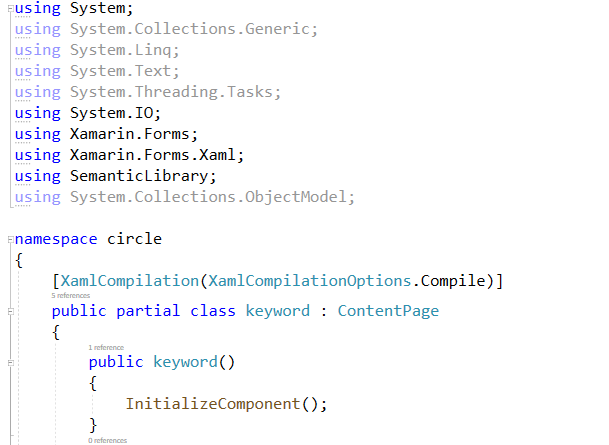 using System;
using System.Collections.Generic;
using System.Linq;
using System.Text;
using System.Threading.Tasks;
using System.IO;
using Xamarin.Forms;
using Xamarin.Forms.Xaml;
using SemanticLibrary;
using System.Collections.ObjectModel;
namespace circle
{
[XamlCompilation(XamlCompilationOptions.Compile)]
5 references
public partial class keyword : ContentPage
{
1 reference
public keyword()
{
InitializeComponent();
}
0 references